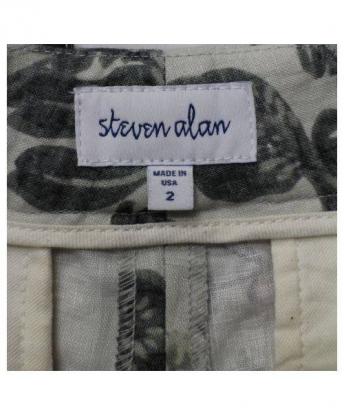 steven alan
MADE IN
USA
2